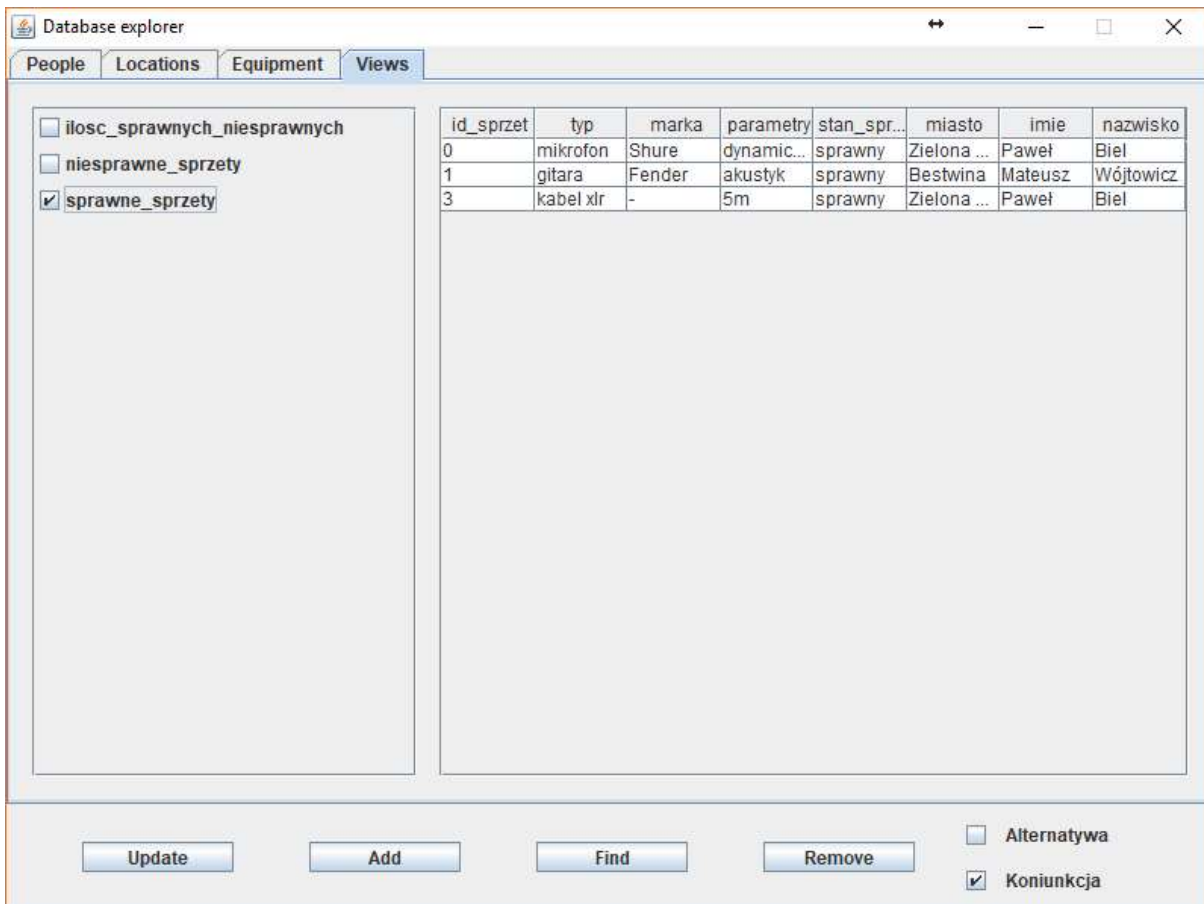 Database explorer
People Locations Equipment Views
ilosc_sprawnych_niesprawnych
niesprawne_sprzety
sprawne_sprzety
id_sprzet typ marka parametry stan_spr... miasto imie nazwisko
0 mikrofon Shure dynamic... sprawny Zielona ... Paweł Biel
1 gitara Fender akustyk sprawny Bestwina Mateusz Wójtowicz
3 kabel xlr - 5m sprawny Zielona ... Paweł Biel
Update Add Find Remove
Alternatywa
Koniunkcja